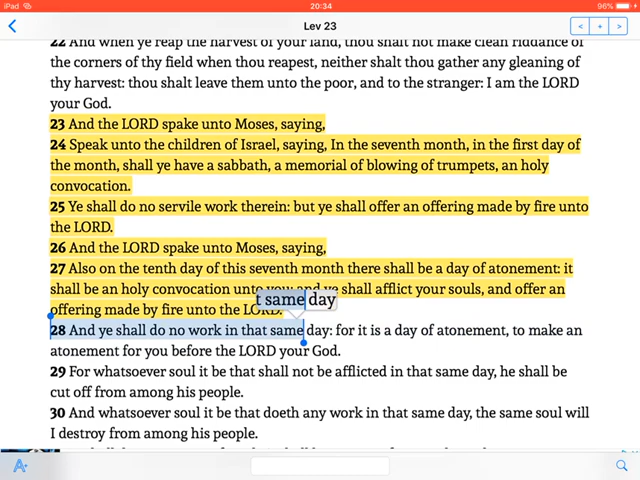 iPad
20:34
96%
Lev 23
< + >
22 And when ye reap the harvest of your land, thou shalt not make clean riddance of
the corners of thy field when thou reapest, neither shalt thou gather any gleaning of
thy harvest: thou shalt leave them unto the poor, and to the stranger: I am the LORD
your God.
23 And the LORD spake unto Moses, saying,
24 Speak unto the children of Israel, saying, In the seventh month, in the first day of
the month, shall ye have a sabbath, a memorial of blowing of trumpets, an holy
convocation.
25 Ye shall do no servile work therein: but ye shall offer an offering made by fire unto
the LORD.
26 And the LORD spake unto Moses, saying,
27 Also on the tenth day of this seventh month there shall be a day of atonement: it
shall be an holy convocation unto you; and ye shall afflict your souls, and offer an
t same day
offering made by fire unto the LORD.
28 And ye shall do no work in that same day: for it is a day of atonement, to make an
atonement for you before the LORD your God.
29 For whatsoever soul it be that shall not be afflicted in that same day, he shall be
cut off from among his people.
30 And whatsoever soul it be that doeth any work in that same day, the same soul will
I destroy from among his people.
A+